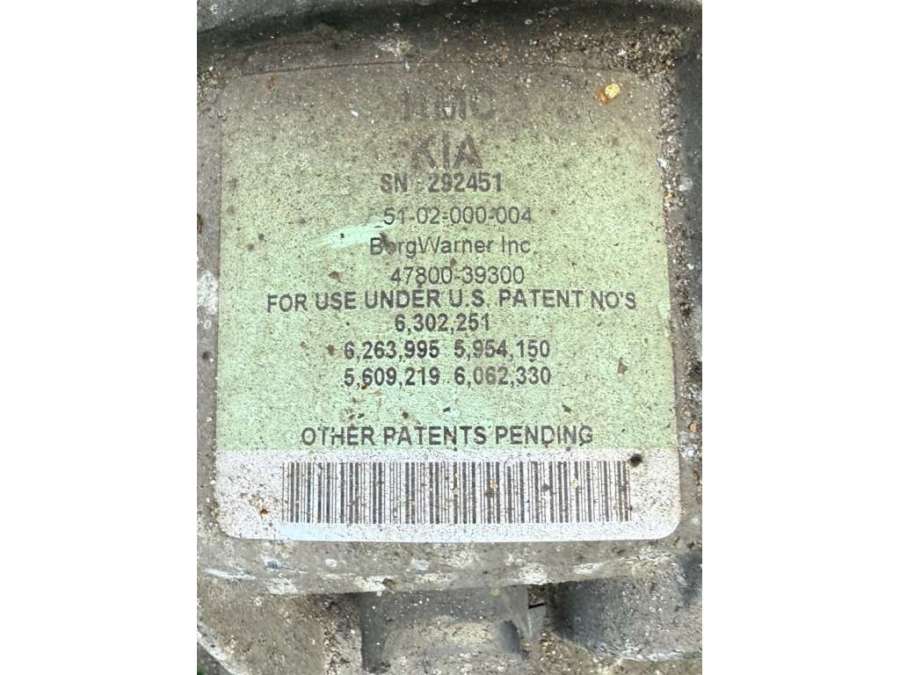 HMC
KIA
SN 292451
51-02-000-004
BorgWarner Inc.
47800-39300
FOR USE UNDER U.S. PATENT NO'S
6,302,251
6,263,995 5,954,150
5,609,219 6,062,330
OTHER PATENTS PENDING